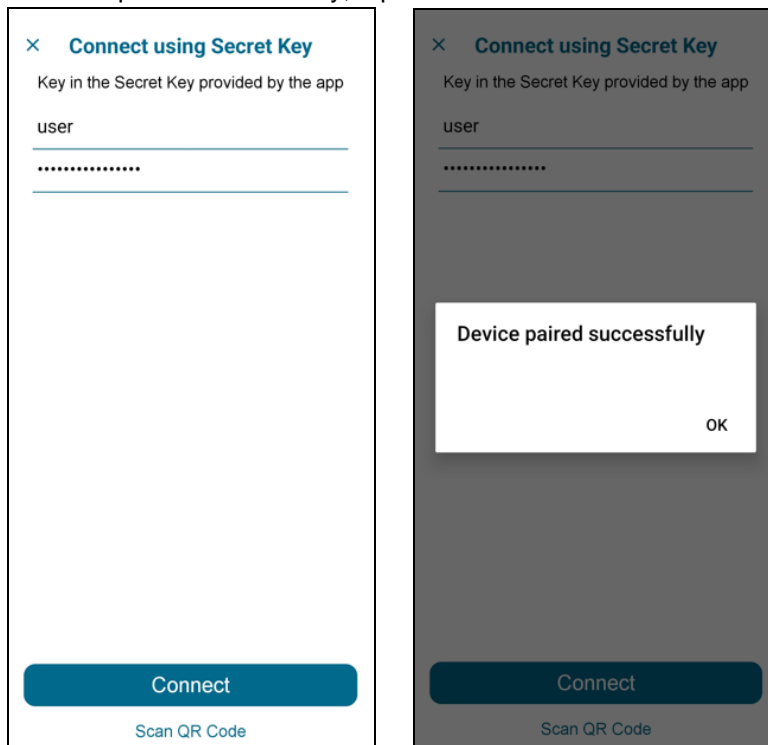 × Connect using Secret Key
Key in the Secret Key provided by the app
user
................
Connect
Scan QR Code
× Connect using Secret Key
Key in the Secret Key provided by the app
user
................
Device paired successfully
OK
Connect
Scan QR Code